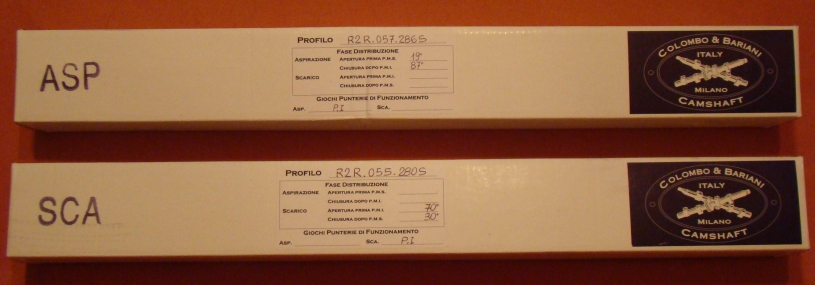 ASP
PROFILO R2R.057.286S
FASE DISTRIBUZIONE
ASPIRAZIONE APERTURA PRIMA P.M.S. 19°
CHIUSURA DOPO P.M.I. 87°
SCARICO APERTURA PRIMA P.M.I.
CHIUSURA DOPO P.M.S.
GIOCHI PUNTERIE DI FUNZIONAMENTO
ASP. P.I SCA.
COLOMBO & BARIANI
ITALY
MILANO
CAMSHAFT
SCA
PROFILO R2R.055.280S
FASE DISTRIBUZIONE
ASPIRAZIONE APERTURA PRIMA P.M.S.
CHIUSURA DOPO P.M.I.
SCARICO APERTURA PRIMA P.M.I. 70°
CHIUSURA DOPO P.M.S. 30°
GIOCHI PUNTERIE DI FUNZIONAMENTO
ASP. SCA. P.I
COLOMBO & BARIANI
ITALY
MILANO
CAMSHAFT